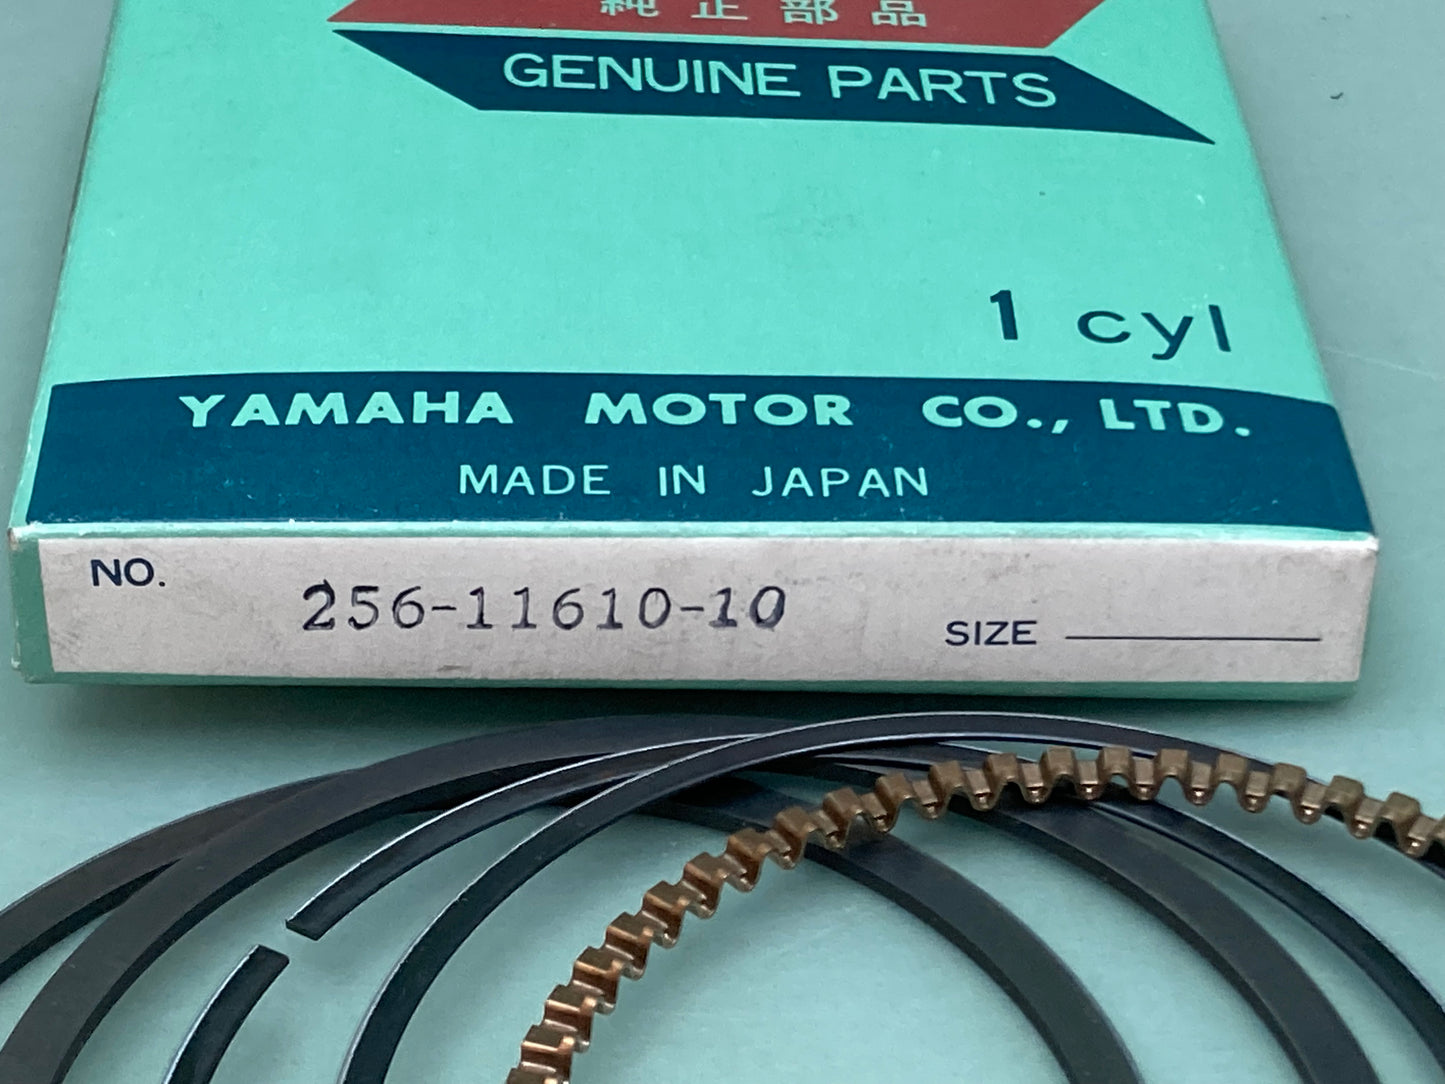 純正部品
GENUINE PARTS
1 cyl
YAMAHA MOTOR CO., LTD.
MADE IN JAPAN
NO. 256-11610-10 SIZE